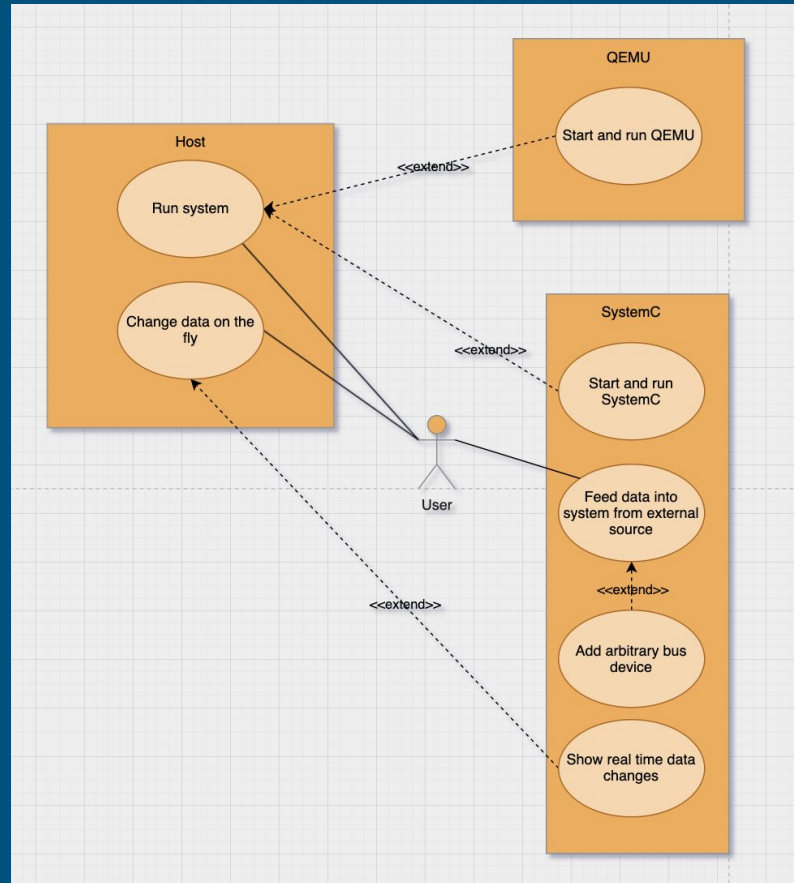 QEMU
Start and run QEMU
Host
<<extend>>
Run system
SystemC
Change data on the
fly
<<extend>>
Start and run
SystemC
User
Feed data into
system from external
source
<<extend>>
<<extend>>
Add arbitrary bus
device
Show real time data
changes